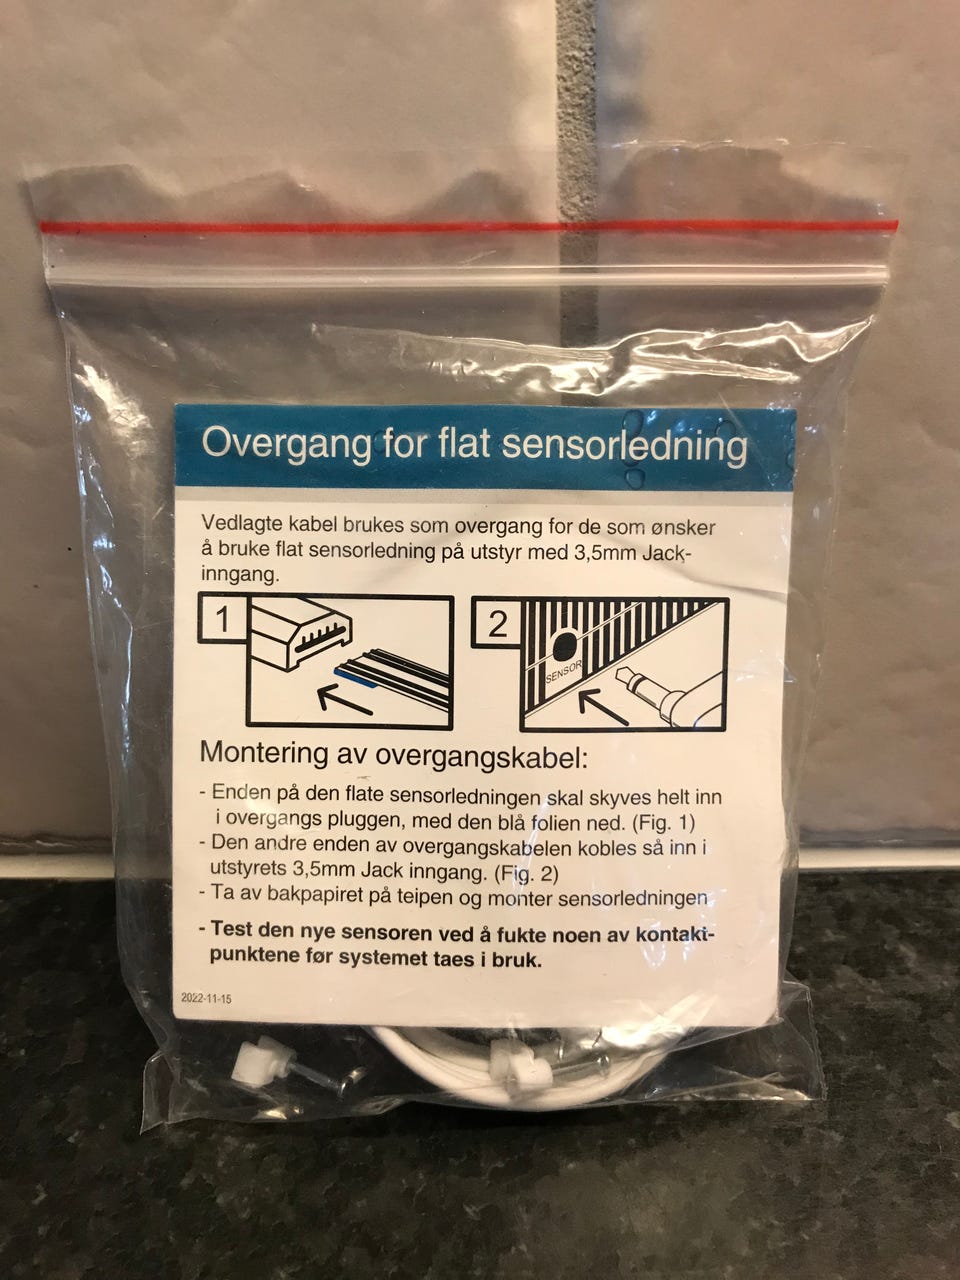 Overgang for flat sensorledning
Vedlagte kabel brukes som overgang for de som ønsker
å bruke flat sensorledning på utstyr med 3,5mm Jack-
inngang.
1
2
SENSOR
Montering av overgangskabel:
- Enden på den flate sensorledningen skal skyves helt inn
i overgangs pluggen, med den blå folien ned. (Fig. 1)
- Den andre enden av overgangskabelen kobles så inn i
utstyrets 3,5mm Jack inngang. (Fig. 2)
- Ta av bakpapiret på teipen og monter sensorledningen
- Test den nye sensoren ved å fukte noen av kontakt-
punktene før systemet taes i bruk.
2022-11-15